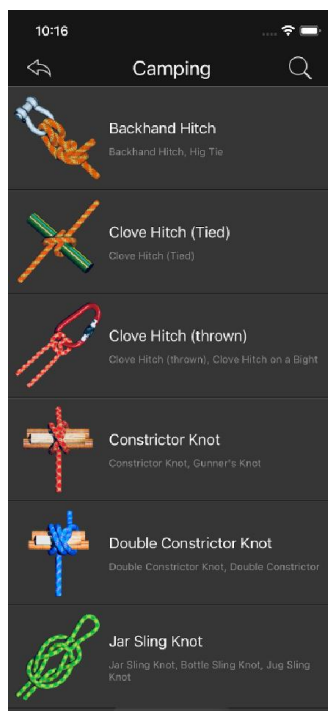 10:16
Camping
Backhand Hitch
Backhand Hitch, Hig Tie
Clove Hitch (Tied)
Clove Hitch (Tied)
Clove Hitch (thrown)
Clove Hitch (thrown), Clove Hitch on a Bight
Constrictor Knot
Constrictor Knot, Gunner's Knot
Double Constrictor Knot
Double Constrictor Knot, Double Constrictor
Jar Sling Knot
Jar Sling Knot, Bottle Sling Knot, Jug Sling
Knot